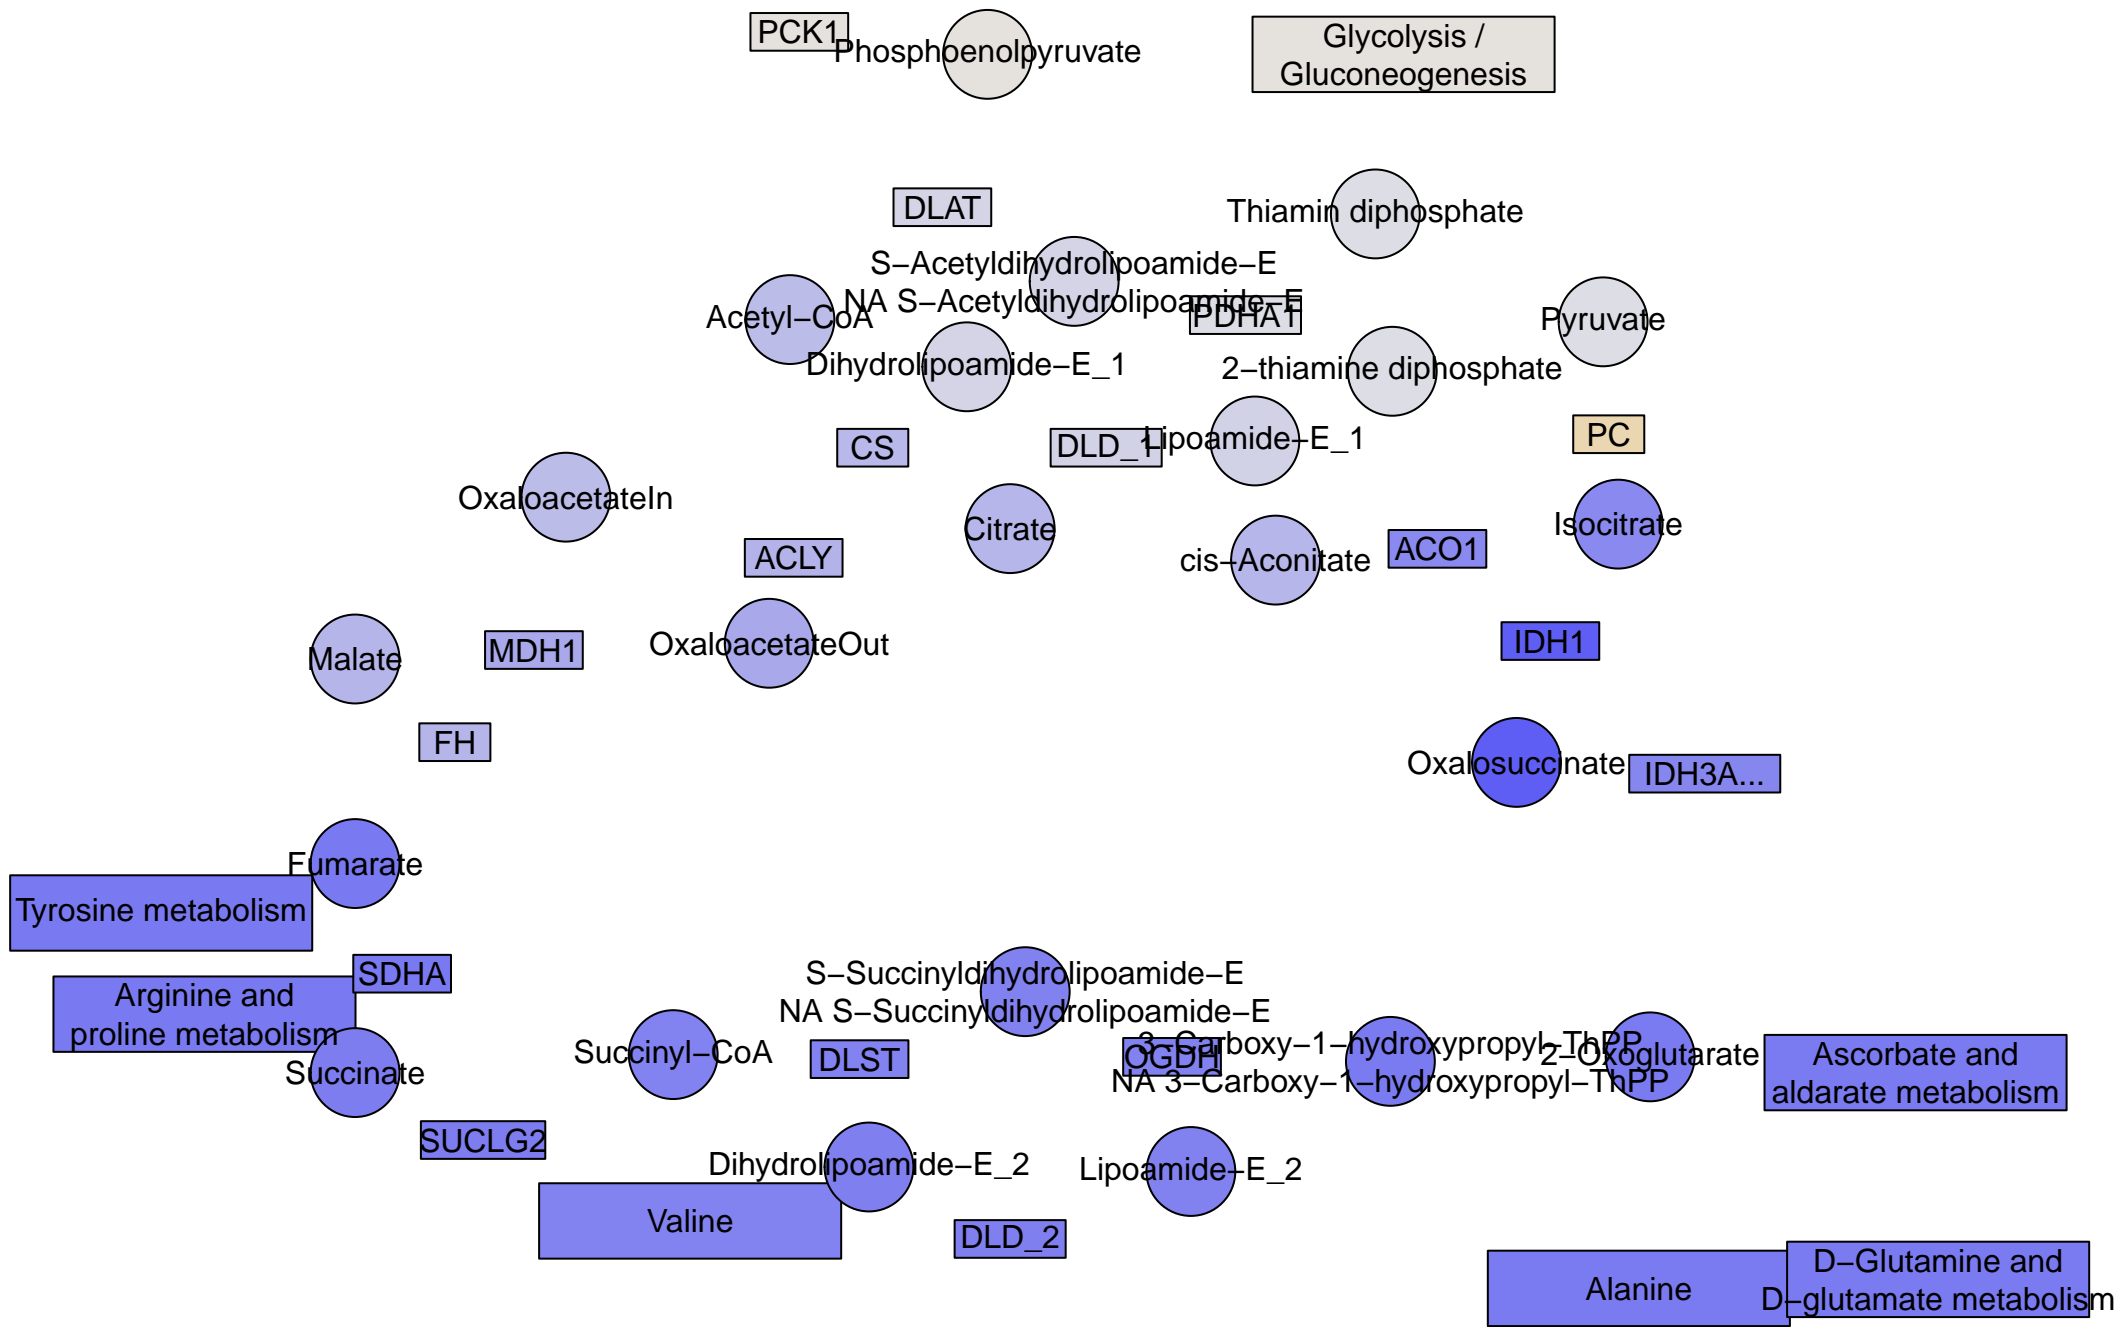 PCK1
Phosphoenolpyruvate
Glycolysis /
Gluconeogenesis
DLAT
Thiamin diphosphate
S−Acetyldihydrolipoamide−E
NA S−Acetyldihydrolipoamide−E
Acetyl−CoA
PDHA1
Pyruvate
Dihydrolipoamide−E_1
2−thiamine diphosphate
CS
DLD_1
Lipoamide−E_1
PC
OxaloacetateIn
Citrate
Isocitrate
ACLY
cis−Aconitate
ACO1
Malate
MDH1
OxaloacetateOut
IDH1
FH
Oxalosuccinate
IDH3A...
Fumarate
Tyrosine metabolism
SDHA
Arginine and
proline metabolism
S−Succinyldihydrolipoamide−E
NA S−Succinyldihydrolipoamide−E
Succinate
Succinyl−CoA
DLST
OGDH
3−Carboxy−1−hydroxypropyl−ThPP
NA 3−Carboxy−1−hydroxypropyl−ThPP
2−Oxoglutarate
Ascorbate and
aldarate metabolism
SUCLG2
Dihydrolipoamide−E_2
Lipoamide−E_2
Valine
DLD_2
Alanine
D−Glutamine and
D−glutamate metabolism